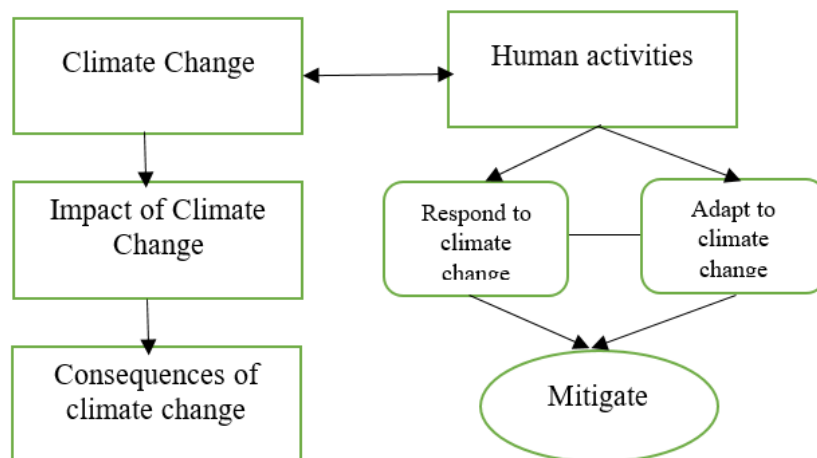 Climate Change
Human activities
Impact of Climate
Change
Respond to
climate
change
Adapt to
climate
change
Consequences of
climate change
Mitigate